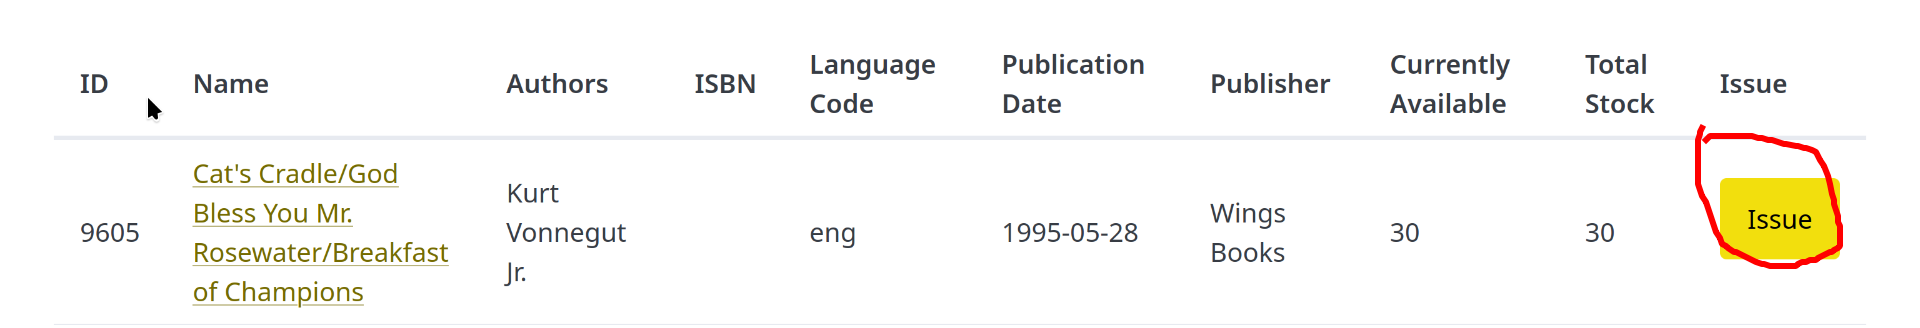 ID Name Authors ISBN Language Code Publication Date Publisher Currently Available Total Stock Issue
9605 Cat's Cradle/God Bless You Mr. Rosewater/Breakfast of Champions Kurt Vonnegut Jr. eng 1995-05-28 Wings Books 30 30 Issue